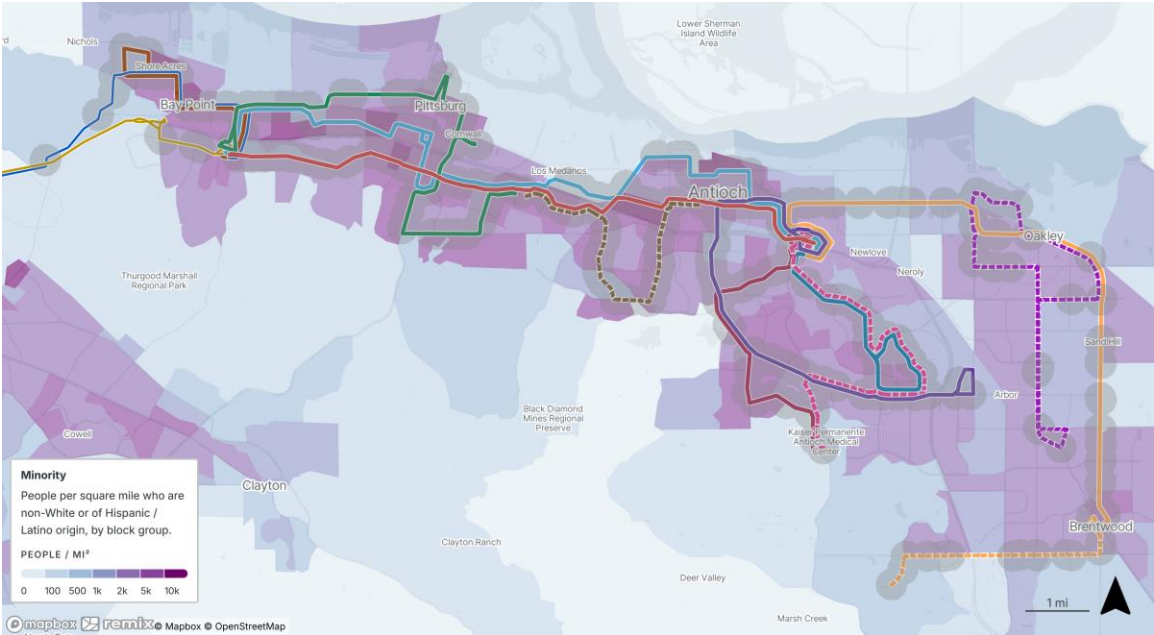 Lower Sherman
Island Wildlife
Area
Nichols
Shore Acres
Bay Point
Pittsburg
Cornwall
Los Medanos
Antioch
Oakley
Newlove
Neroly
Thurgood Marshall
Regional Park
Sand Hill
Arbor
Black Diamond
Mines Regional
Preserve
Cowell
Kaiser Permanente
Antioch Medical
Center
Clayton
Brentwood
Clayton Ranch
Deer Valley
Marsh Creek
Minority
People per square mile who are
non-White or of Hispanic /
Latino origin, by block group.
PEOPLE / MI²
0 100 500 1k 2k 5k 10k
1 mi
mapbox remix © Mapbox © OpenStreetMap